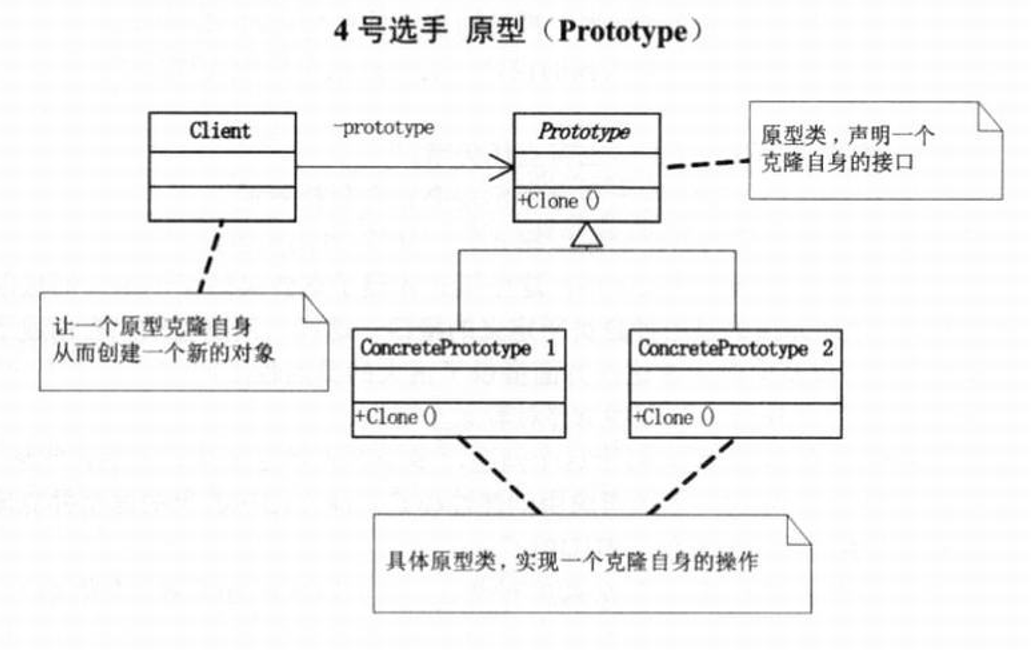 4 号选手 原型（Prototype）
Client
-prototype
Prototype
+Clone()
原型类，声明一个
克隆自身的接口
让一个原型克隆自身
从而创建一个新的对象
ConcretePrototype 1
+Clone()
ConcretePrototype 2
+Clone()
具体原型类，实现一个克隆自身的操作